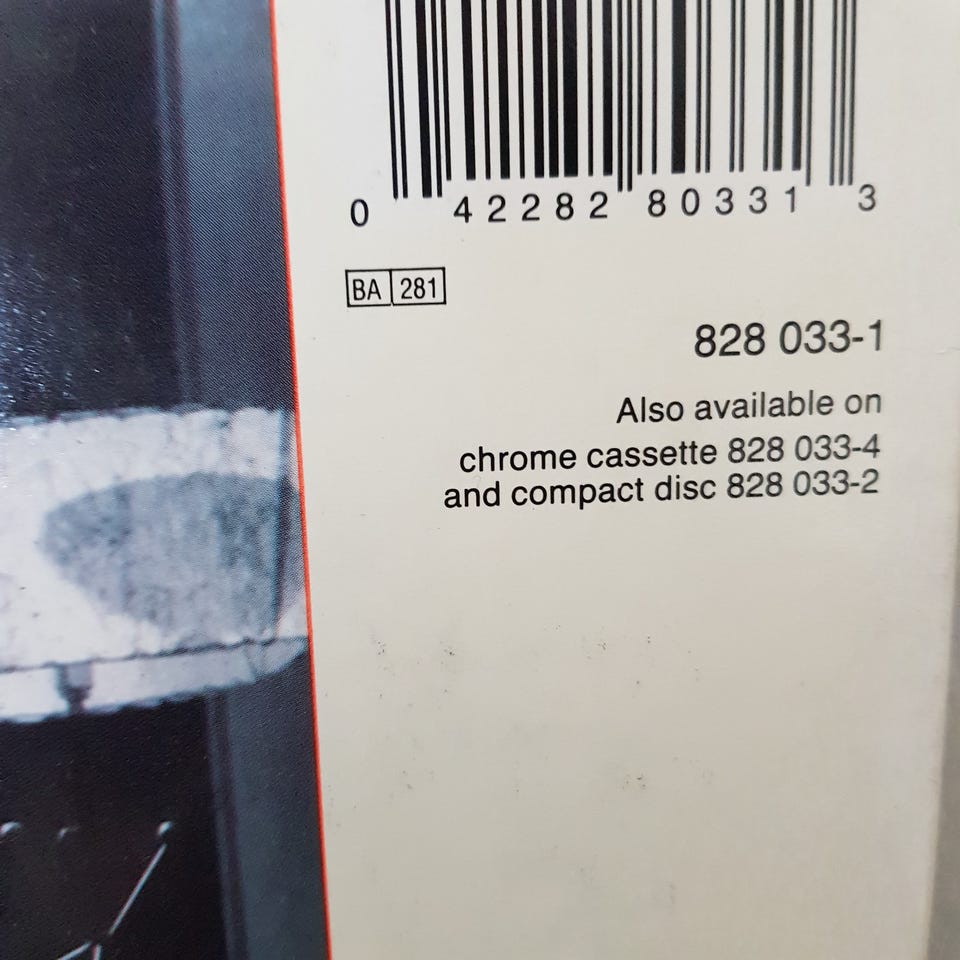 0 42282 80331 3
BA 281
828 033-1
Also available on
chrome cassette 828 033-4
and compact disc 828 033-2